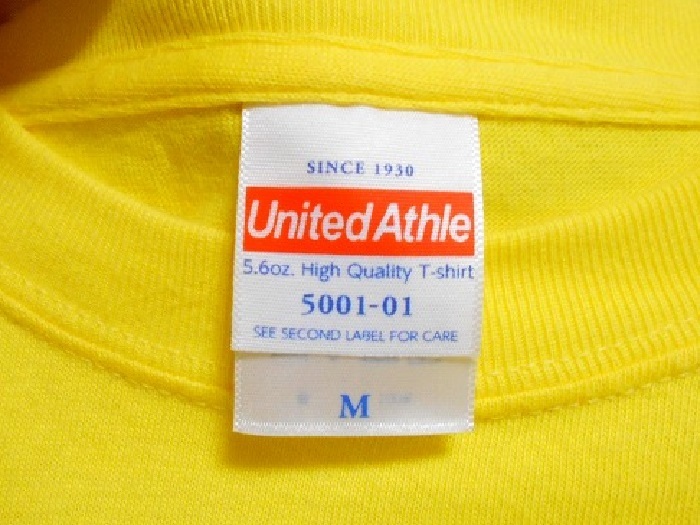 SINCE 1930
United Athle
5.6oz. High Quality T-shirt
5001-01
SEE SECOND LABEL FOR CARE
M